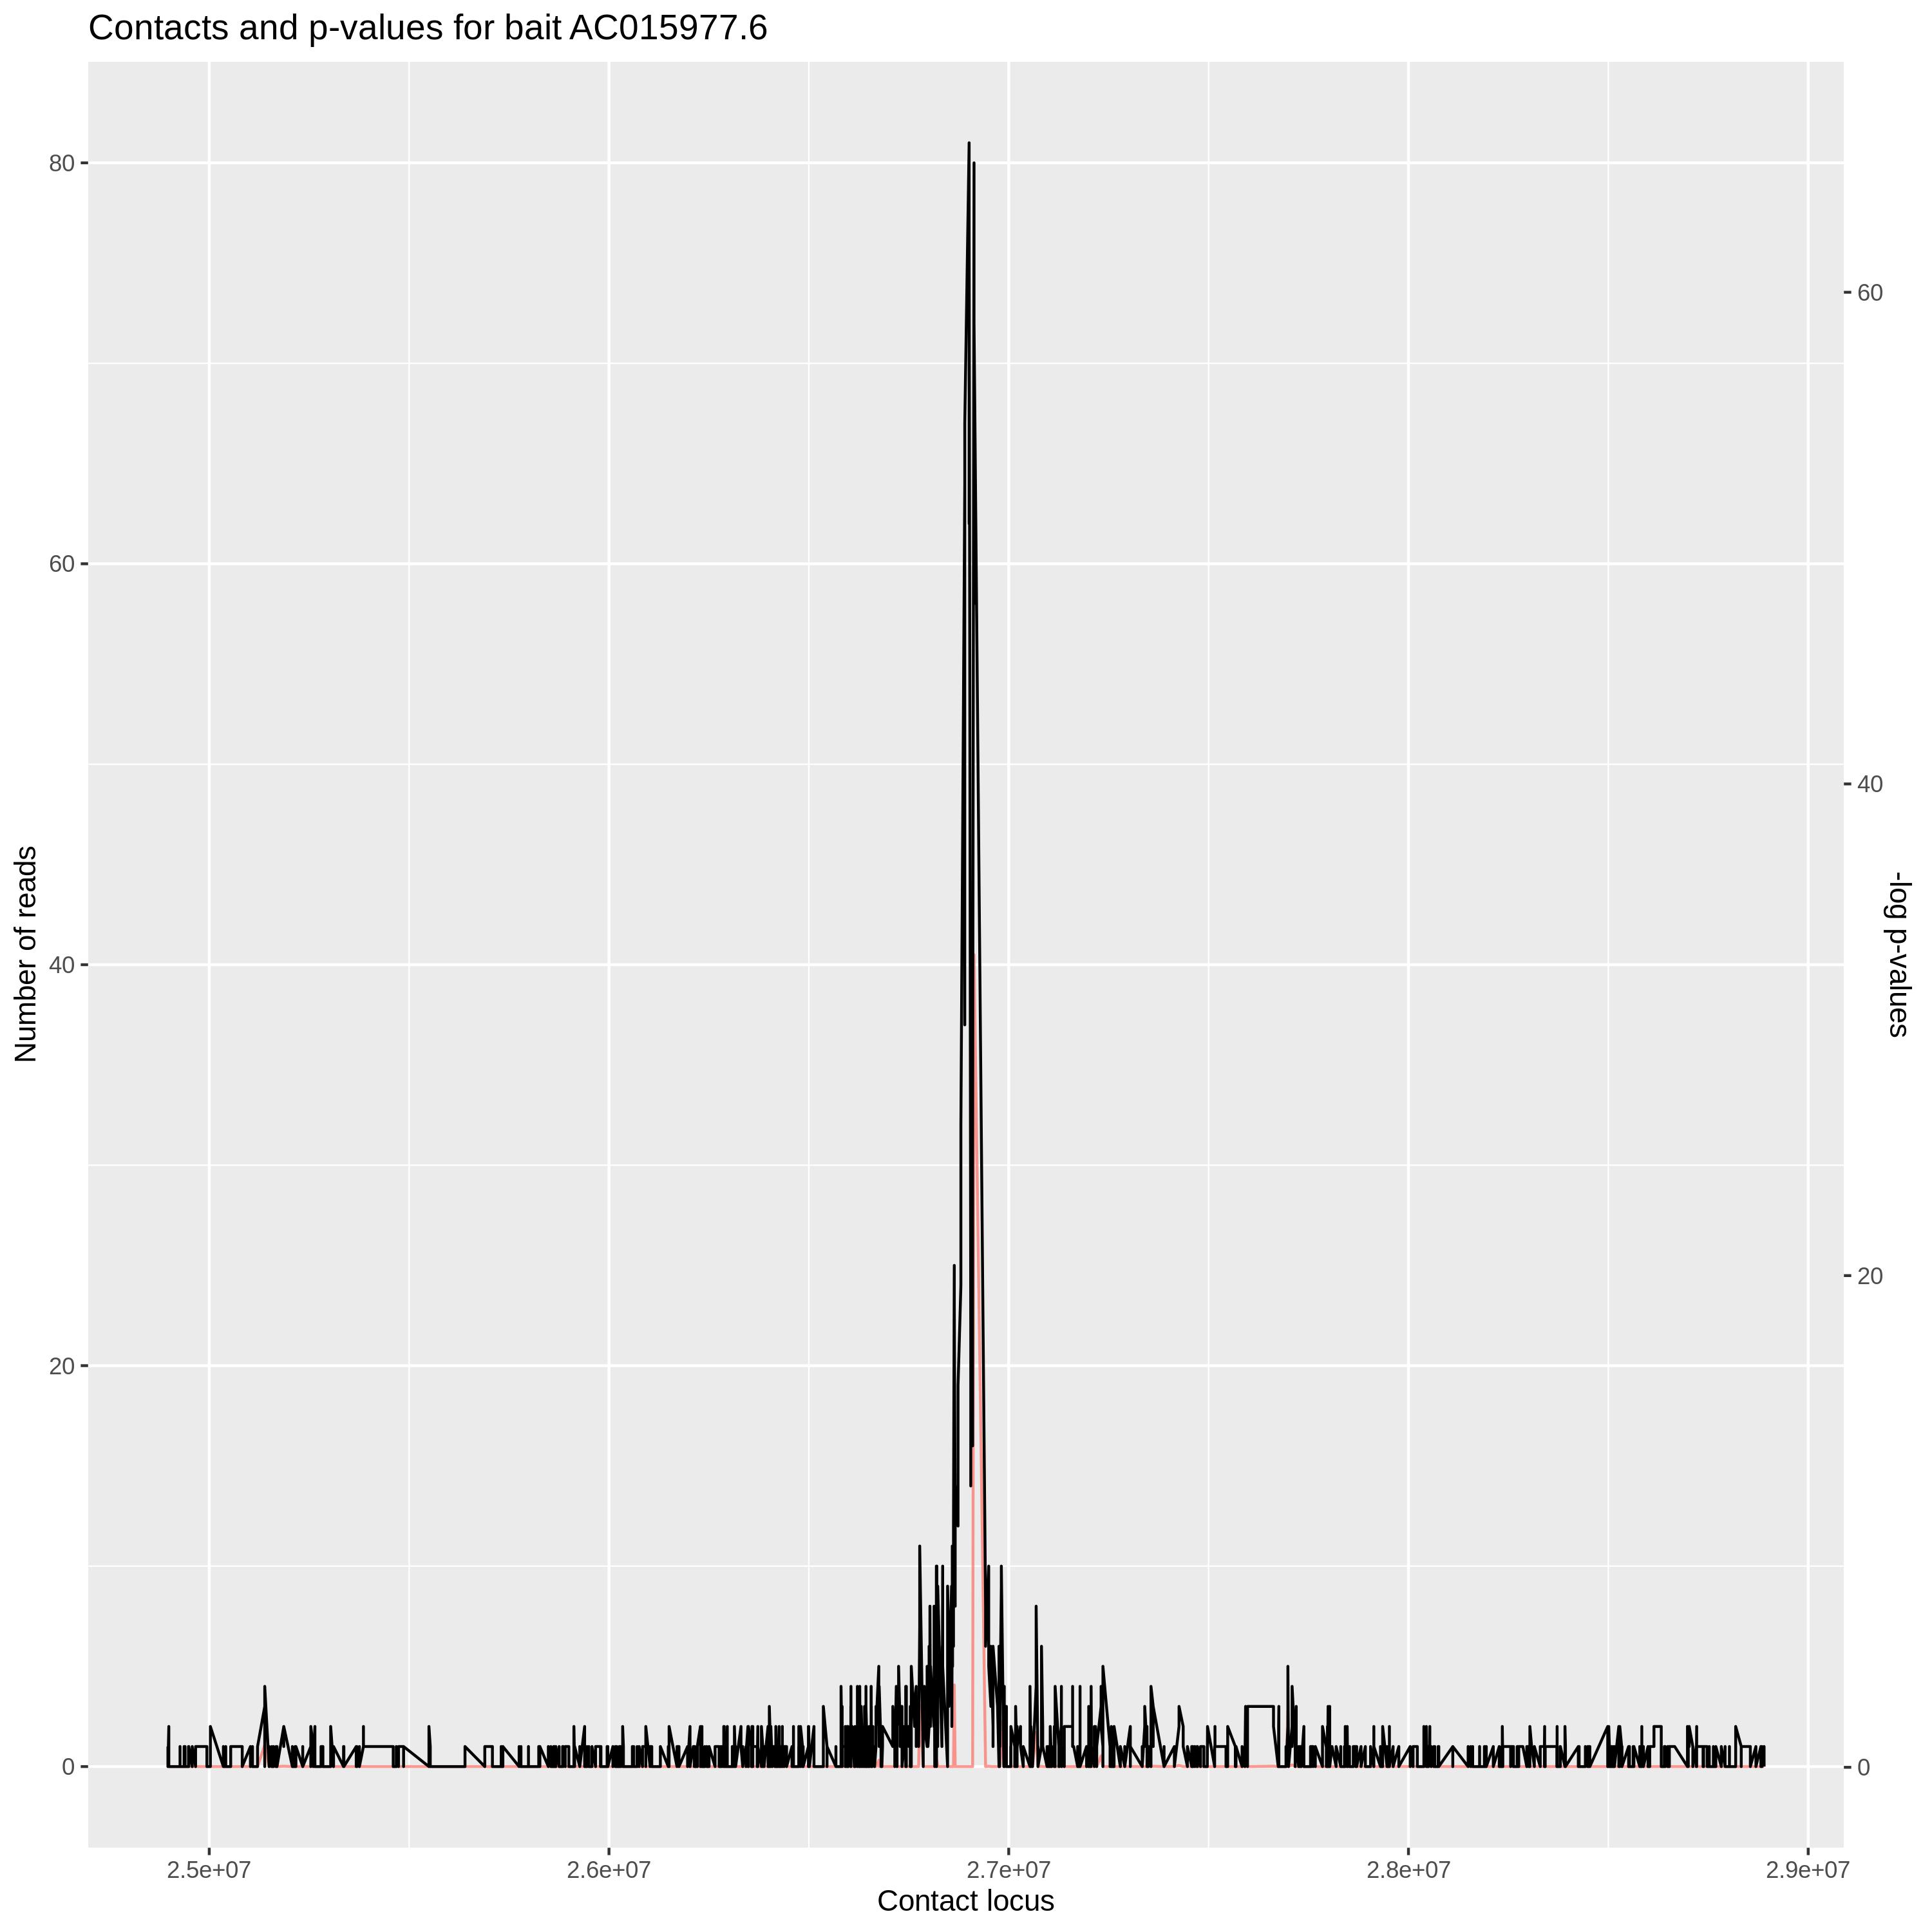 Contacts and p-values for bait AC015977.6
80
60
40
20
0
Number of reads
60
40
20
0
-log p-values
2.5e+07
2.6e+07
2.7e+07
2.8e+07
2.9e+07
Contact locus